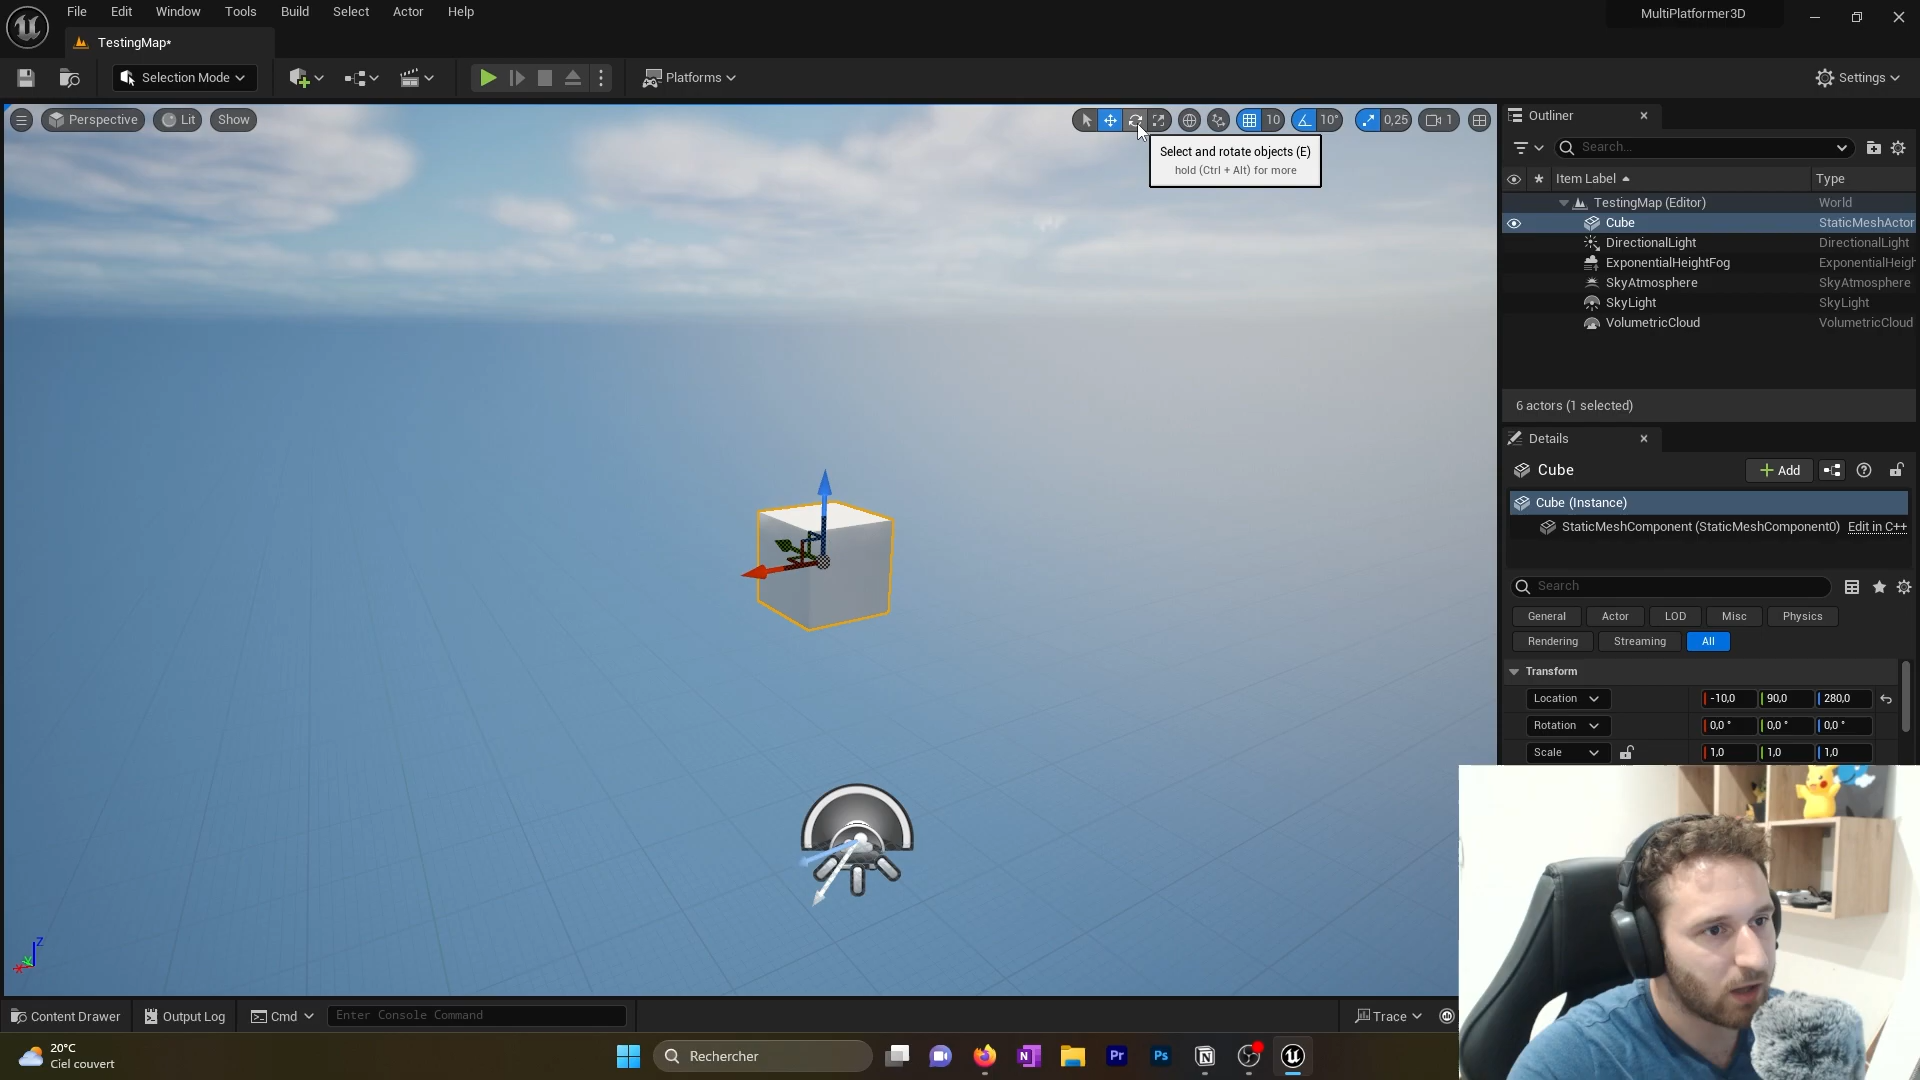 File Edit Window Tools Build Select Actor Help
MultiPlatformer3D
TestingMap*
Selection Mode
Platforms
Settings
Perspective
Lit
Show
10
10°
0,25
1
Select and rotate objects (E)
hold (Ctrl + Alt) for more
Outliner
Search...
Item Label
Type
TestingMap (Editor) World
Cube StaticMeshActor
DirectionalLight DirectionalLight
ExponentialHeightFog ExponentialHeigh
SkyAtmosphere SkyAtmosphere
SkyLight SkyLight
VolumetricCloud VolumetricCloud
6 actors (1 selected)
Details
Cube
Add
Cube (Instance)
StaticMeshComponent (StaticMeshComponent0) Edit in C++
Search
General Actor LOD Misc Physics
Rendering Streaming All
Transform
Location -10,0 90,0 280,0
Rotation 0,0 ° 0,0 ° 0,0 °
Scale 1,0 1,0 1,0
Z
Y
X
Content Drawer
Output Log
Cmd
Enter Console Command
Trace
20°C
Ciel couvert
Rechercher
N
Pr
Ps